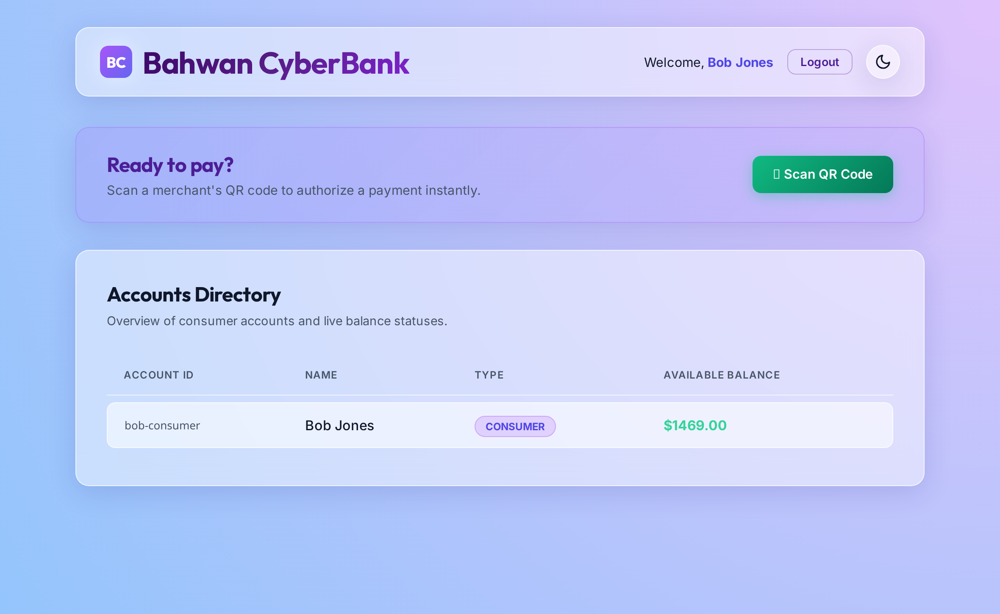 BC
Bahwan CyberBank
Welcome, Bob Jones
Logout
Ready to pay?
Scan a merchant's QR code to authorize a payment instantly.
Scan QR Code
Accounts Directory
Overview of consumer accounts and live balance statuses.
ACCOUNT ID NAME TYPE AVAILABLE BALANCE
bob-consumer Bob Jones CONSUMER $1469.00